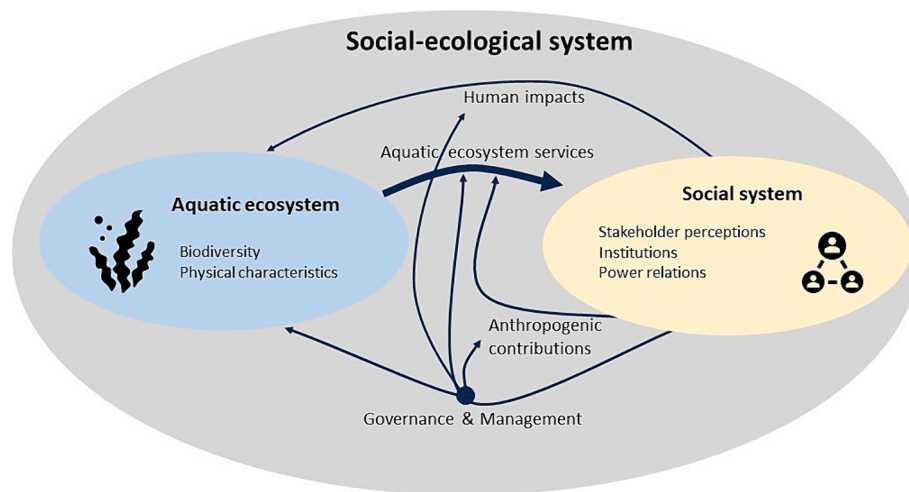 Social-ecological system
Human impacts
Aquatic ecosystem services
Aquatic ecosystem
Biodiversity
Physical characteristics
Social system
Stakeholder perceptions
Institutions
Power relations
Anthropogenic
contributions
Governance & Management